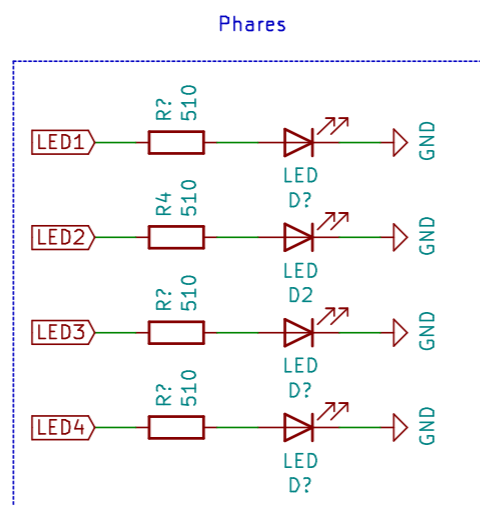 Phares
LED1
R?
510
LED
D?
GND
LED2
R4
510
LED
D2
GND
LED3
R?
510
LED
D?
GND
LED4
R?
510
LED
D?
GND